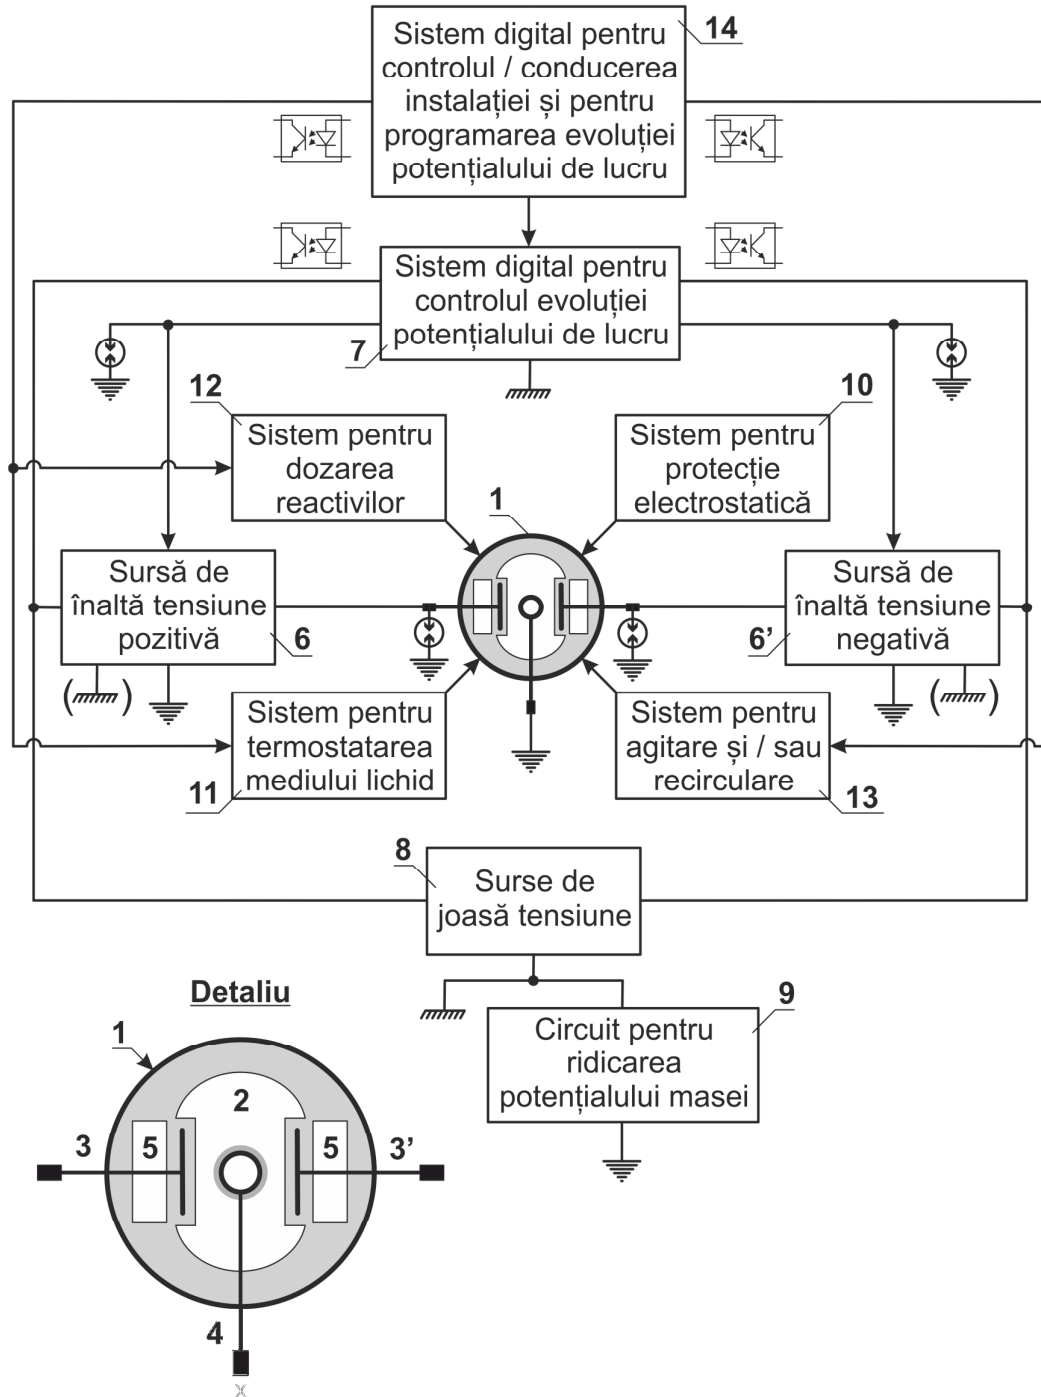 14
Sistem digital pentru
controlul / conducerea
instalației și pentru
programarea evoluției
potențialului de lucru
Sistem digital pentru
controlul evoluției
potențialului de lucru
7
12
10
Sistem pentru
dozarea
reactivilor
Sistem pentru
protecție
electrostatică
1
Sursă de
înaltă tensiune
pozitivă
6
Sursă de
înaltă tensiune
negativă
6’
( )
( )
Sistem pentru
termostatarea
mediului lichid
11
Sistem pentru
agitare și / sau
recirculare
13
8
Surse de
joasă tensiune
Detaliu
9
Circuit pentru
ridicarea
potențialului masei
1
2
3
5
5
3’
4